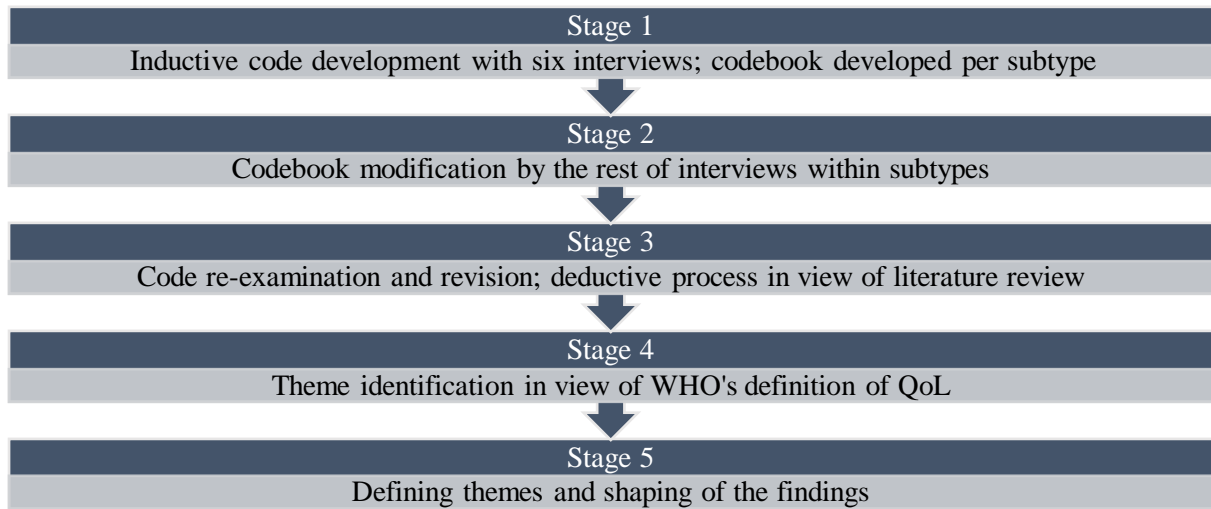 Stage 1
Inductive code development with six interviews; codebook developed per subtype
Stage 2
Codebook modification by the rest of interviews within subtypes
Stage 3
Code re-examination and revision; deductive process in view of literature review
Stage 4
Theme identification in view of WHO's definition of QoL
Stage 5
Defining themes and shaping of the findings